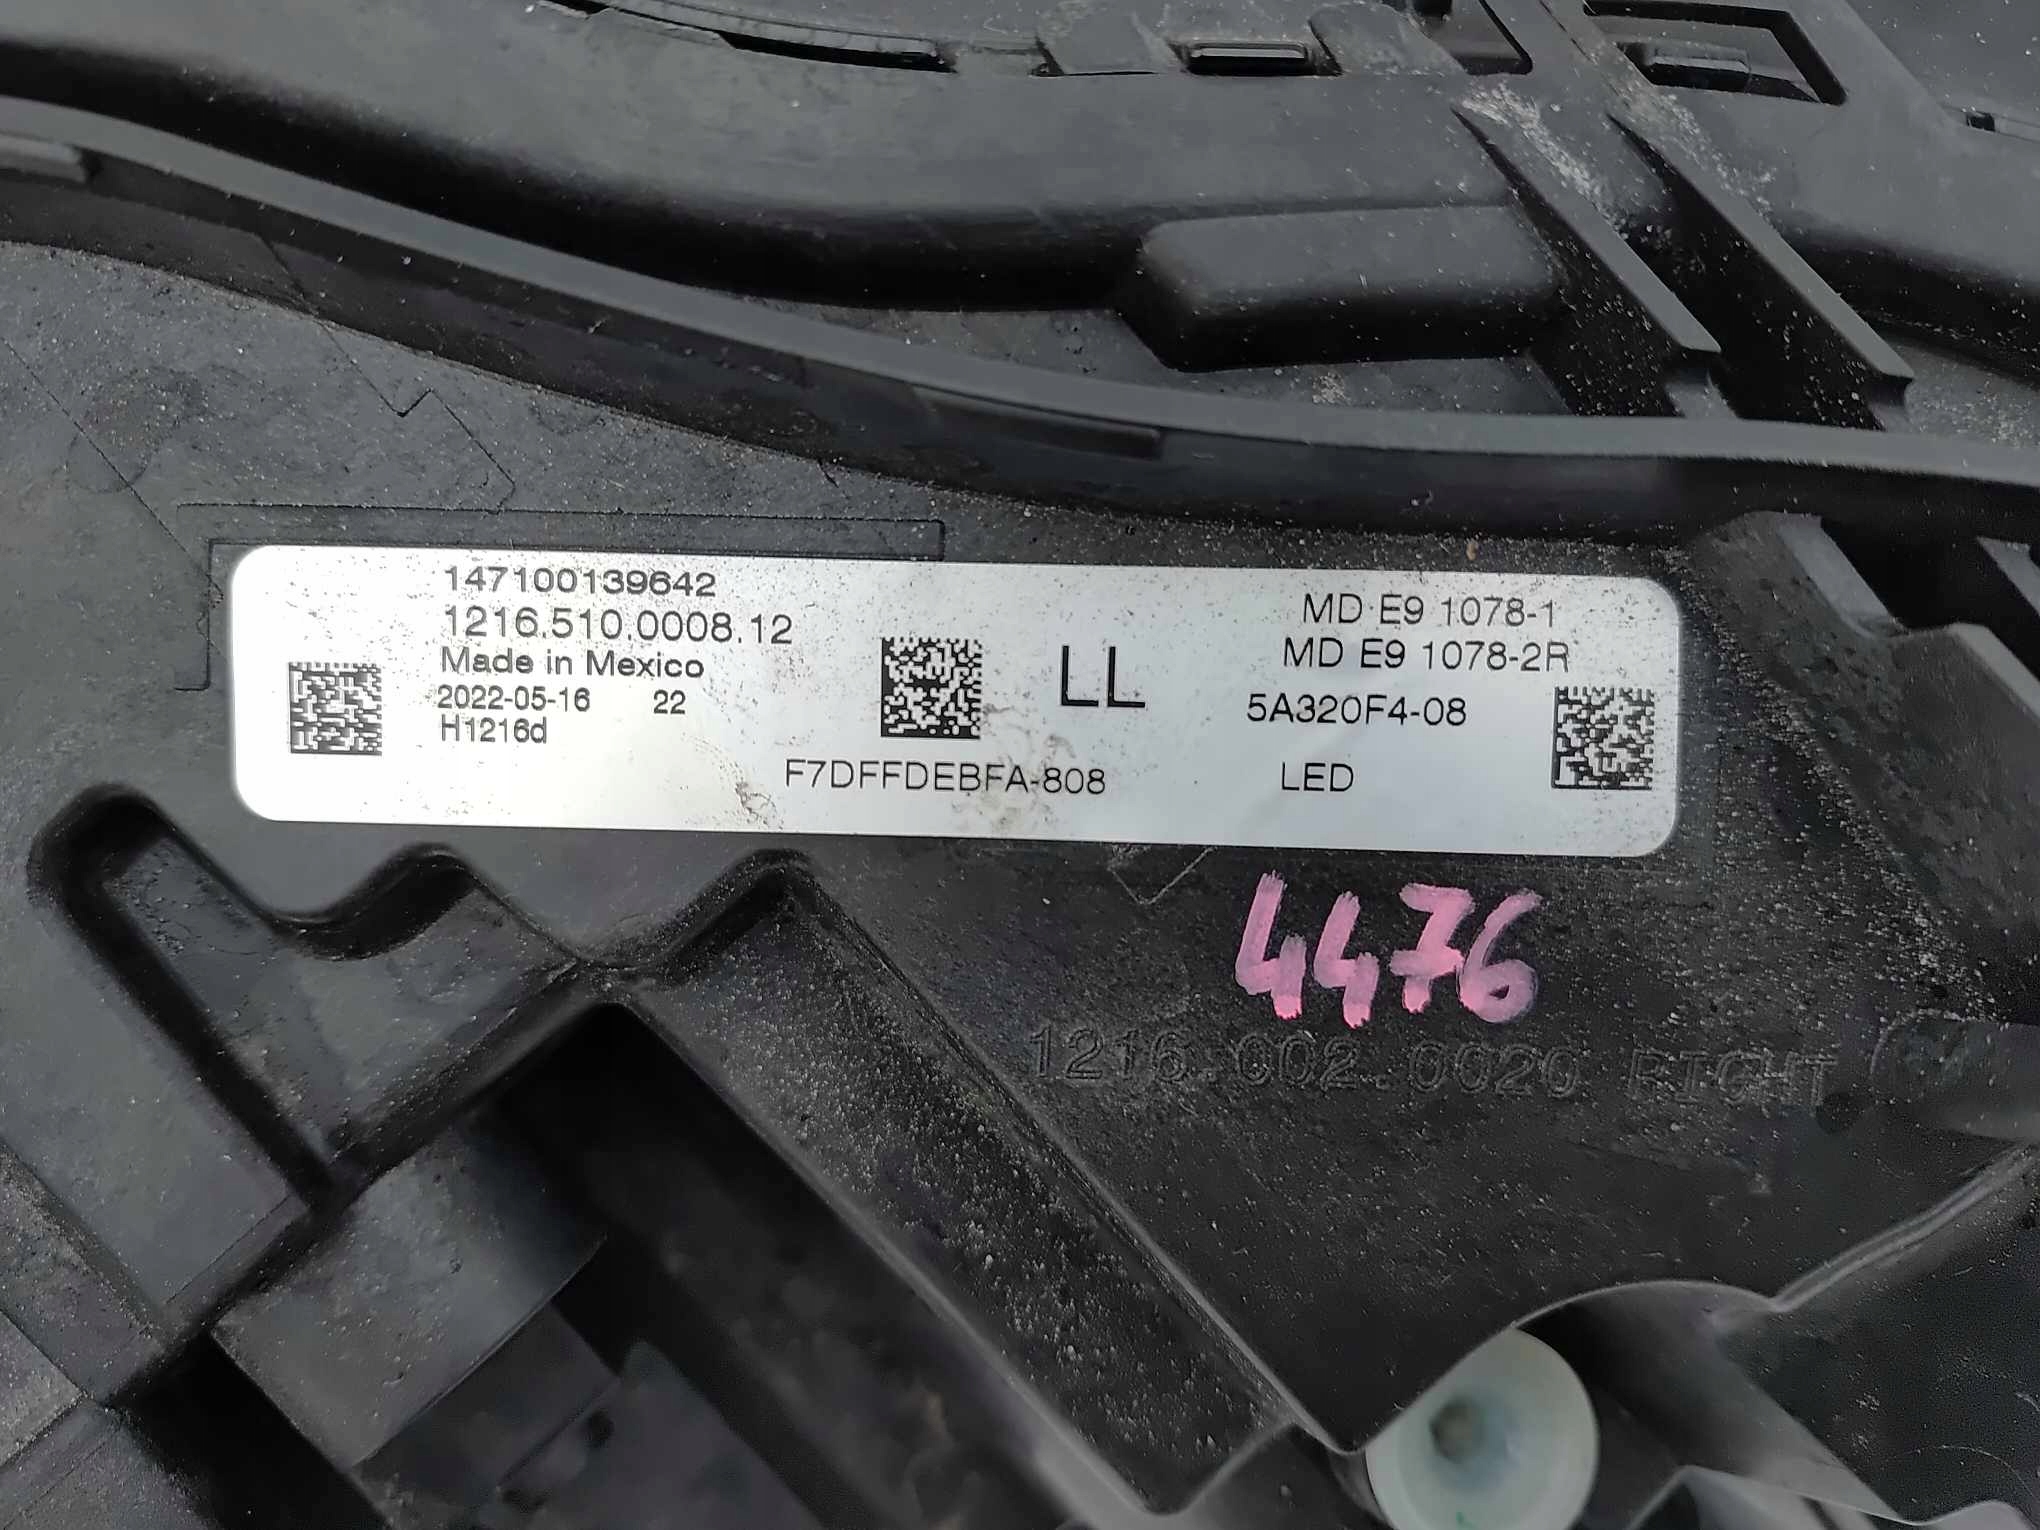 147100139642
1216.510.0008.12
Made in Mexico
2022-05-16 22
H1216d
F7DFFDEBFA-808
LL
MD E9 1078-1
MD E9 1078-2R
5A320F4-08
LED
4476
1216.002.0020 RIGHT